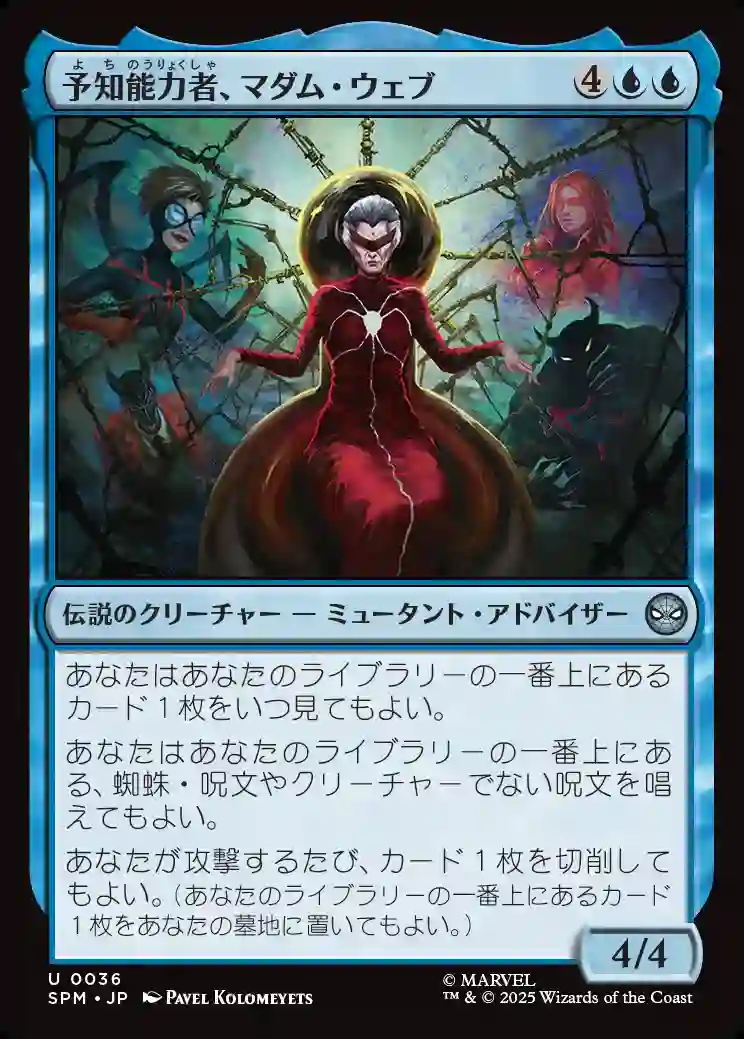 よちのうりょくしゃ
予知能力者、マダム・ウェブ 4
伝説のクリーチャー — ミュータント・アドバイザー
あなたはあなたのライブラリーの一番上にある
カード1枚をいつ見てもよい。
あなたはあなたのライブラリーの一番上にあ
る、蜘蛛・呪文やクリーチャーでない呪文を唱
えてもよい。
あなたが攻撃するたび、カード1枚を切削して
もよい。(あなたのライブラリーの一番上にあるカード
1枚をあなたの墓地に置いてもよい。)
4/4
U 0036
SPM • JP PAVEL KOLOMEYETS
© MARVEL
™ & © 2025 Wizards of the Coast